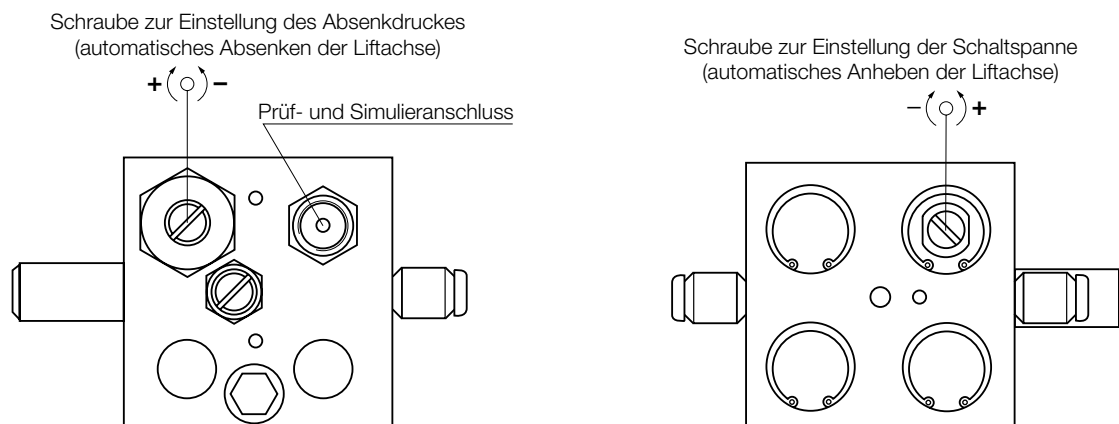 Schraube zur Einstellung des Absenkdruckes
(automatisches Absenken der Liftachse)
+ −
Prüf- und Simulieranschluss
Schraube zur Einstellung der Schaltspanne
(automatisches Anheben der Liftachse)
− +